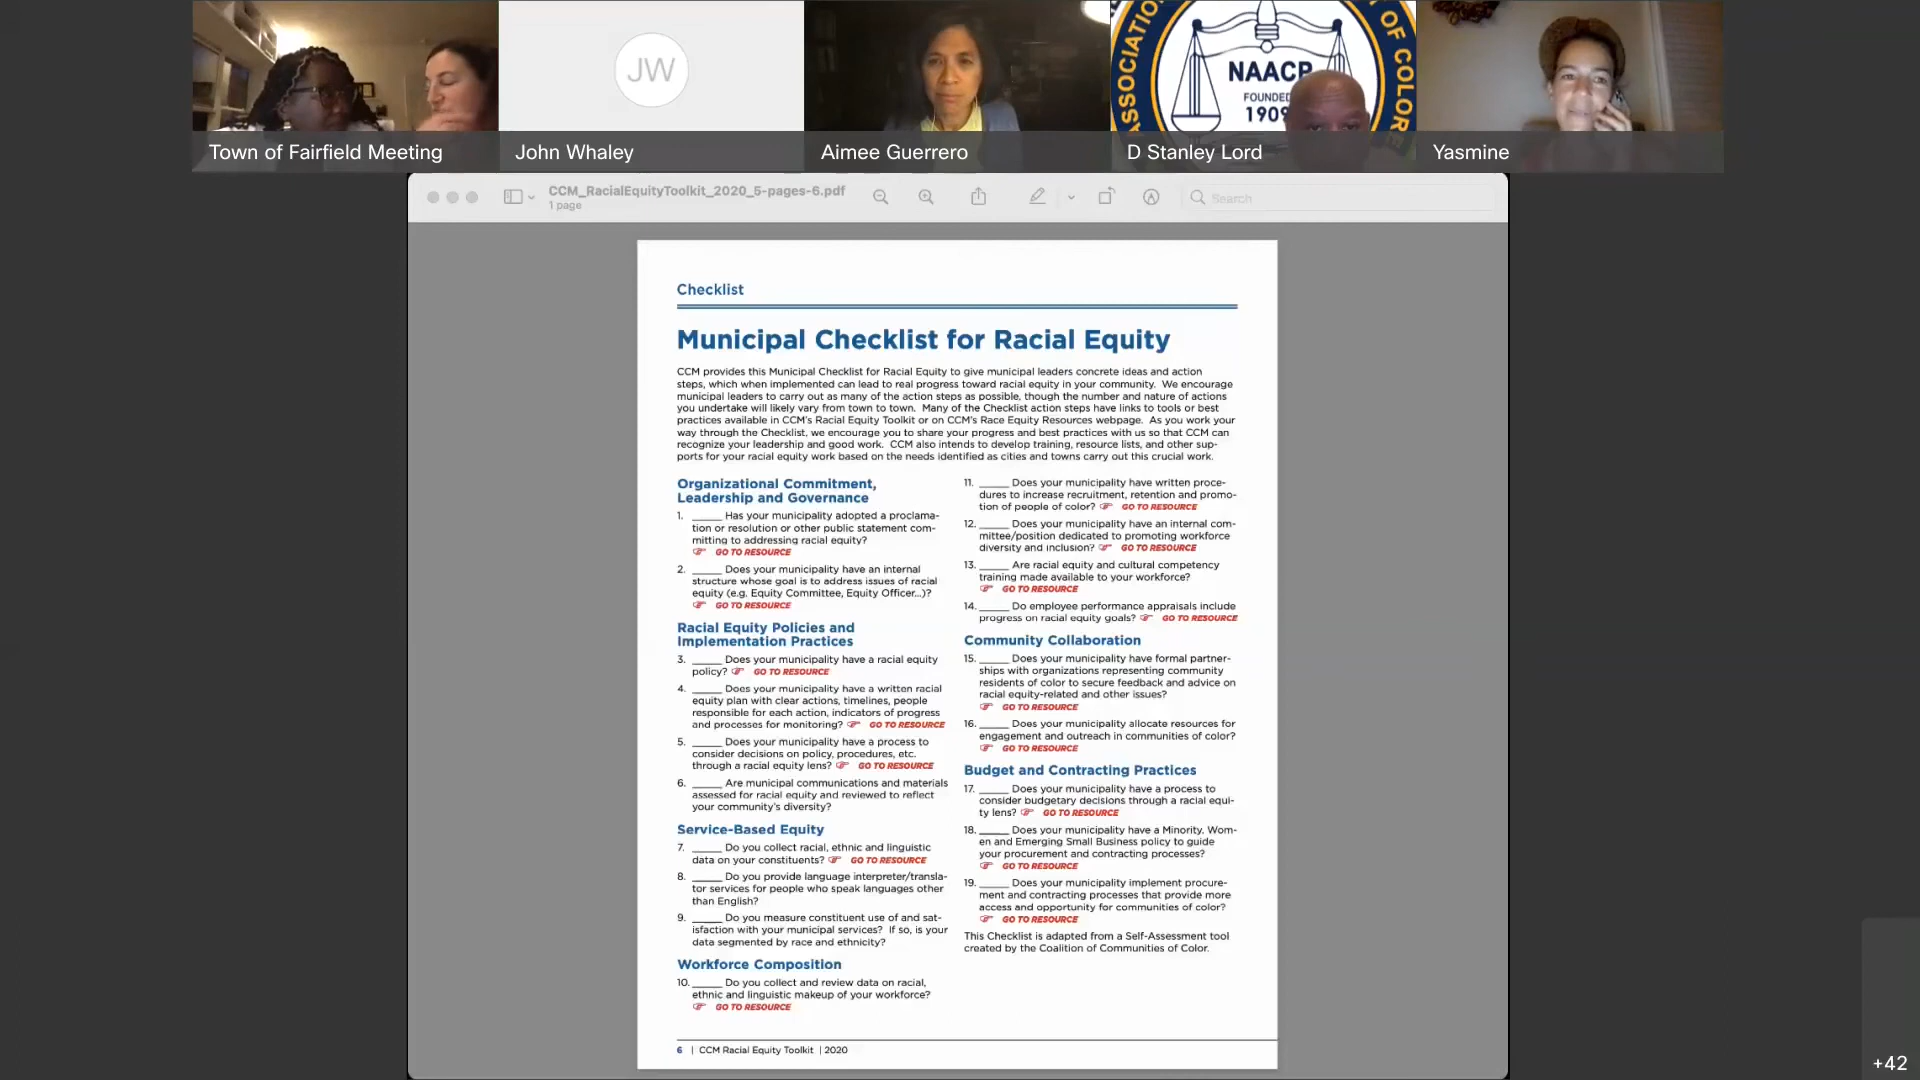 JW
ASSOCIATION
OF COLORE
NAACP
FOUNDED
1909
Town of Fairfield Meeting
John Whaley
Aimee Guerrero
D Stanley Lord
Yasmine
CCM_RacialEquityToolkit_2020_5-pages-6.pdf
1 page
Search
Checklist
Municipal Checklist for Racial Equity
CCM provides this Municipal Checklist for Racial Equity to give municipal leaders concrete ideas and action
steps, which when implemented can lead to real progress toward racial equity in your community. We encourage
municipal leaders to carry out as many of the action steps as possible, though the number and nature of actions
you undertake will likely vary from town to town. Many of the Checklist action steps have links to tools or best
practices available in CCM's Racial Equity Toolkit or on CCM's Race Equity Resources webpage. As you work your
way through the Checklist, we encourage you to share your progress and best practices with us so that CCM can
recognize your leadership and good work. CCM also intends to develop training, resource lists, and other sup-
ports for your racial equity work based on the needs identified as cities and towns carry out this crucial work.
Organizational Commitment,
Leadership and Governance
1. _____ Has your municipality adopted a proclama-
tion or resolution or other public statement com-
mitting to addressing racial equity?
GO TO RESOURCE
2. _____ Does your municipality have an internal
structure whose goal is to address issues of racial
equity (e.g. Equity Committee, Equity Officer...)?
GO TO RESOURCE
Racial Equity Policies and
Implementation Practices
3. _____ Does your municipality have a racial equity
policy? GO TO RESOURCE
4. _____ Does your municipality have a written racial
equity plan with clear actions, timelines, people
responsible for each action, indicators of progress
and processes for monitoring? GO TO RESOURCE
5. _____ Does your municipality have a process to
consider decisions on policy, procedures, etc.
through a racial equity lens? GO TO RESOURCE
6. _____ Are municipal communications and materials
assessed for racial equity and reviewed to reflect
your community's diversity?
Service-Based Equity
7. _____ Do you collect racial, ethnic and linguistic
data on your constituents? GO TO RESOURCE
8. _____ Do you provide language interpreter/transla-
tor services for people who speak languages other
than English?
9. _____ Do you measure constituent use of and sat-
isfaction with your municipal services? If so, is your
data segmented by race and ethnicity?
Workforce Composition
10. _____ Do you collect and review data on racial,
ethnic and linguistic makeup of your workforce?
GO TO RESOURCE
11. _____ Does your municipality have written proce-
dures to increase recruitment, retention and promo-
tion of people of color? GO TO RESOURCE
12. _____ Does your municipality have an internal com-
mittee/position dedicated to promoting workforce
diversity and inclusion? GO TO RESOURCE
13. _____ Are racial equity and cultural competency
training made available to your workforce?
GO TO RESOURCE
14. _____ Do employee performance appraisals include
progress on racial equity goals? GO TO RESOURCE
Community Collaboration
15. _____ Does your municipality have formal partner-
ships with organizations representing community
residents of color to secure feedback and advice on
racial equity-related and other issues?
GO TO RESOURCE
16. _____ Does your municipality allocate resources for
engagement and outreach in communities of color?
GO TO RESOURCE
Budget and Contracting Practices
17. _____ Does your municipality have a process to
consider budgetary decisions through a racial equi-
ty lens? GO TO RESOURCE
18. _____ Does your municipality have a Minority, Wom-
en and Emerging Small Business policy to guide
your procurement and contracting processes?
GO TO RESOURCE
19. _____ Does your municipality implement procure-
ment and contracting processes that provide more
access and opportunity for communities of color?
GO TO RESOURCE
This Checklist is adapted from a Self-Assessment tool
created by the Coalition of Communities of Color.
6 | CCM Racial Equity Toolkit | 2020
+42